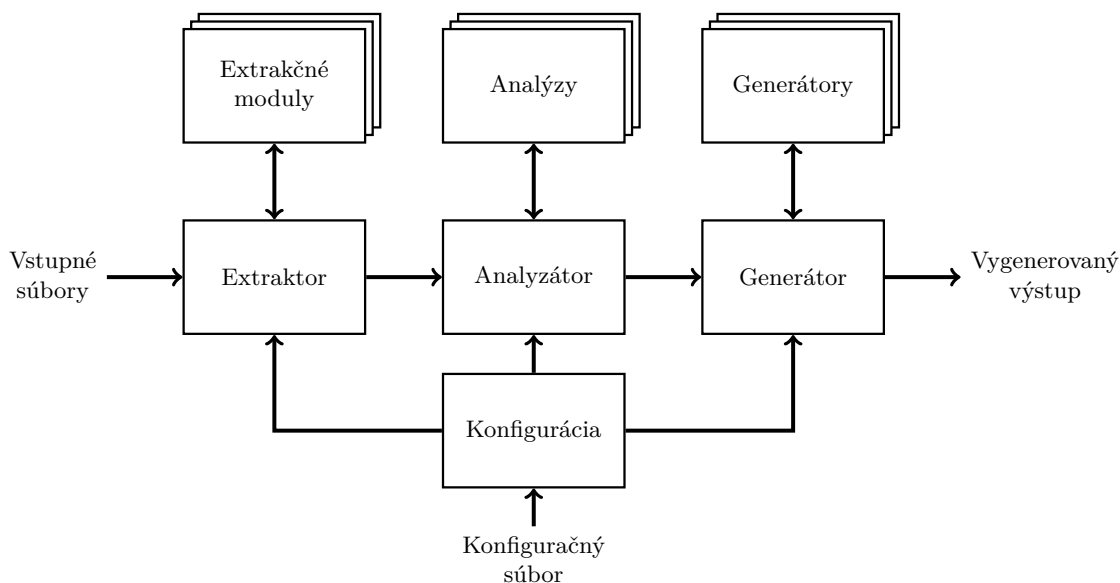 Extrakčné
moduly
Analýzy
Generátory
Vstupné
súbory
Extraktor
Analyzátor
Generátor
Vygenerovaný
výstup
Konfigurácia
Konfiguračný
súbor